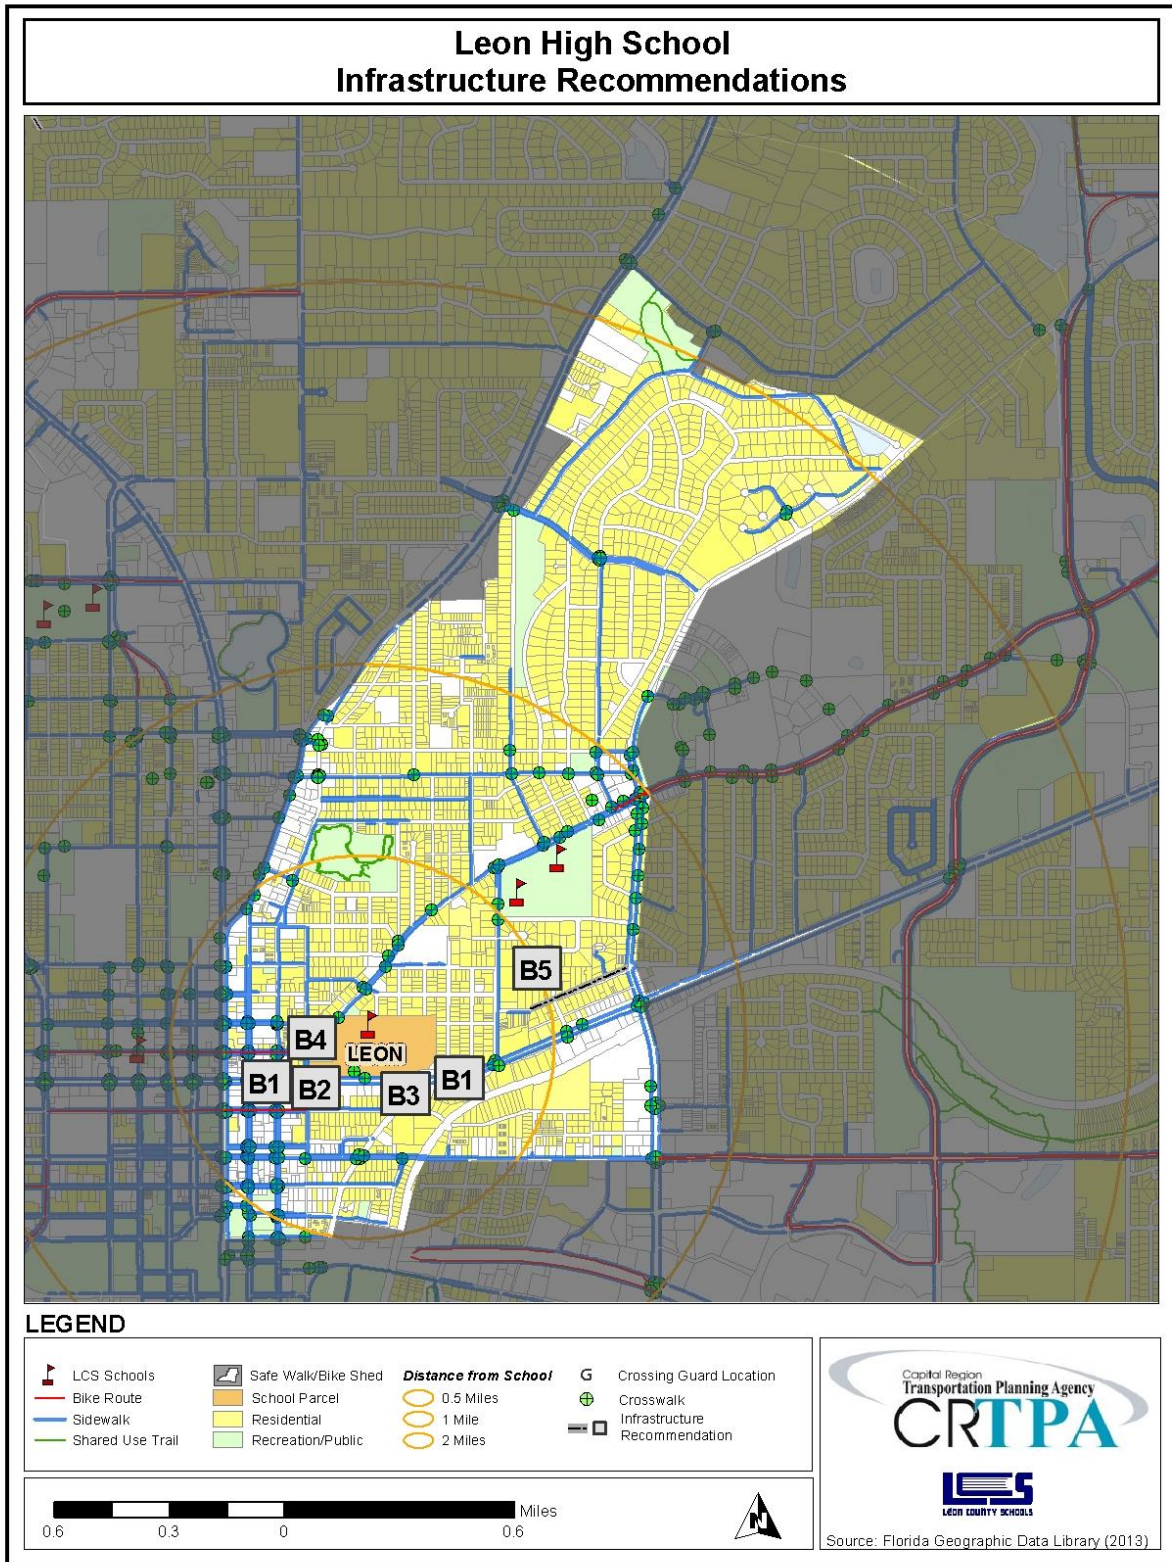 Leon High School
Infrastructure Recommendations
B5
B4
LEON
B1
B2
B3
B1
LEGEND
LCS Schools
Bike Route
Sidewalk
Shared Use Trail
Safe Walk/Bike Shed
School Parcel
Residential
Recreation/Public
Distance from School
0.5 Miles
1 Mile
2 Miles
G Crossing Guard Location
Crosswalk
Infrastructure
Recommendation
Miles
0.6 0.3 0 0.6
N
Capital Region
Transportation Planning Agency
CRTPA
LCS
LEON COUNTY SCHOOLS
Source: Florida Geographic Data Library (2013)